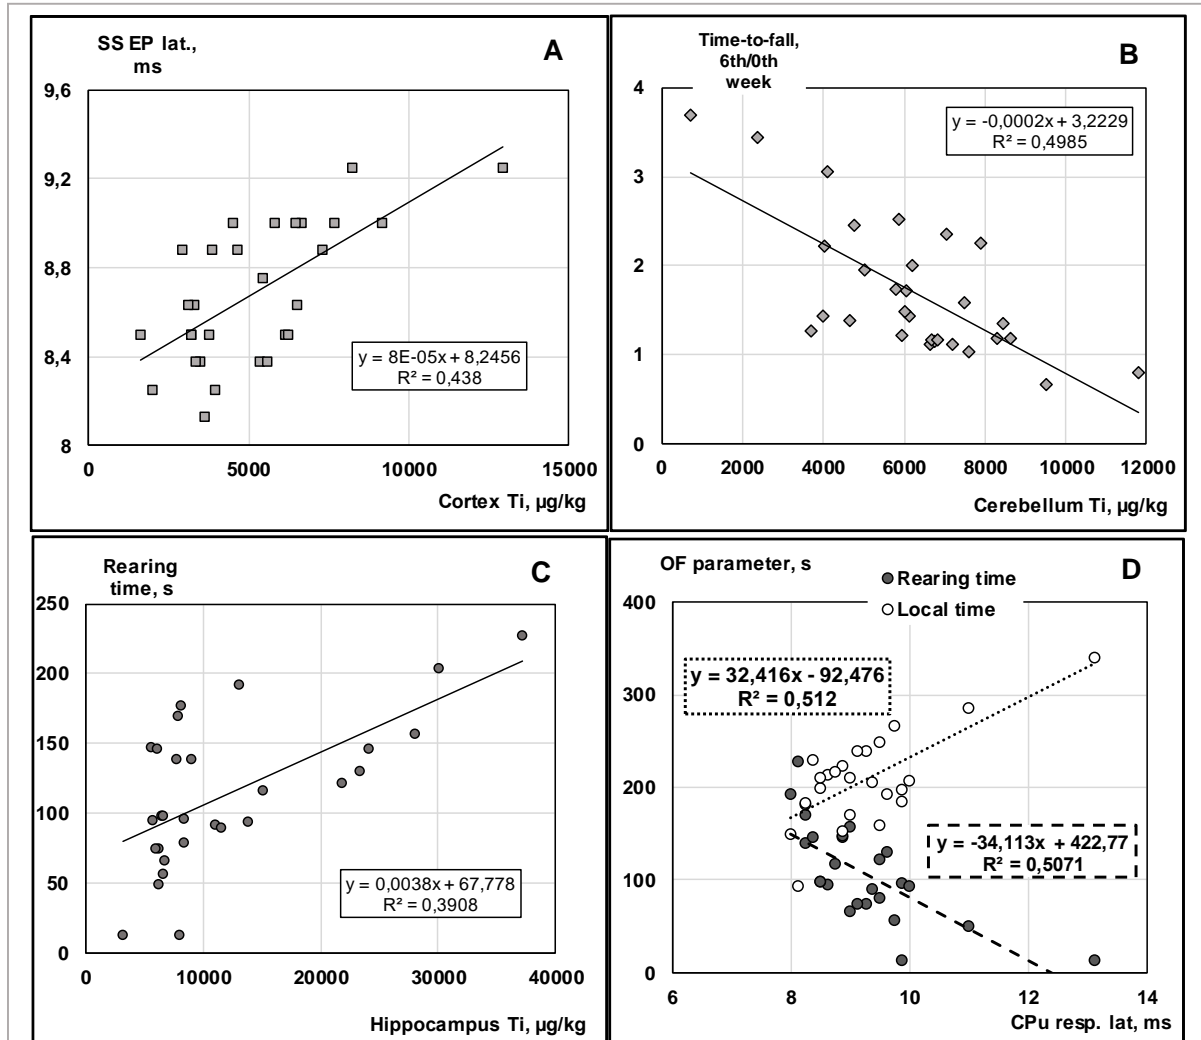 SS EP lat.,
ms
A
9,6
9,2
8,8
8,4
8
y = 8E-05x + 8,2456
R² = 0,438
0 5000 10000 15000
Cortex Ti, µg/kg
Time-to-fall,
6th/0th
week
B
4
3
2
1
0
y = -0,0002x + 3,2229
R² = 0,4985
0 2000 4000 6000 8000 10000 12000
Cerebellum Ti, µg/kg
Rearing
time, s
C
250
200
150
100
50
0
y = 0,0038x + 67,778
R² = 0,3908
0 10000 20000 30000 40000
Hippocampus Ti, µg/kg
OF parameter, s
D
Rearing time
Local time
400
300
200
100
0
y = 32,416x - 92,476
R² = 0,512
y = -34,113x + 422,77
R² = 0,5071
6 8 10 12 14
CPu resp. lat, ms